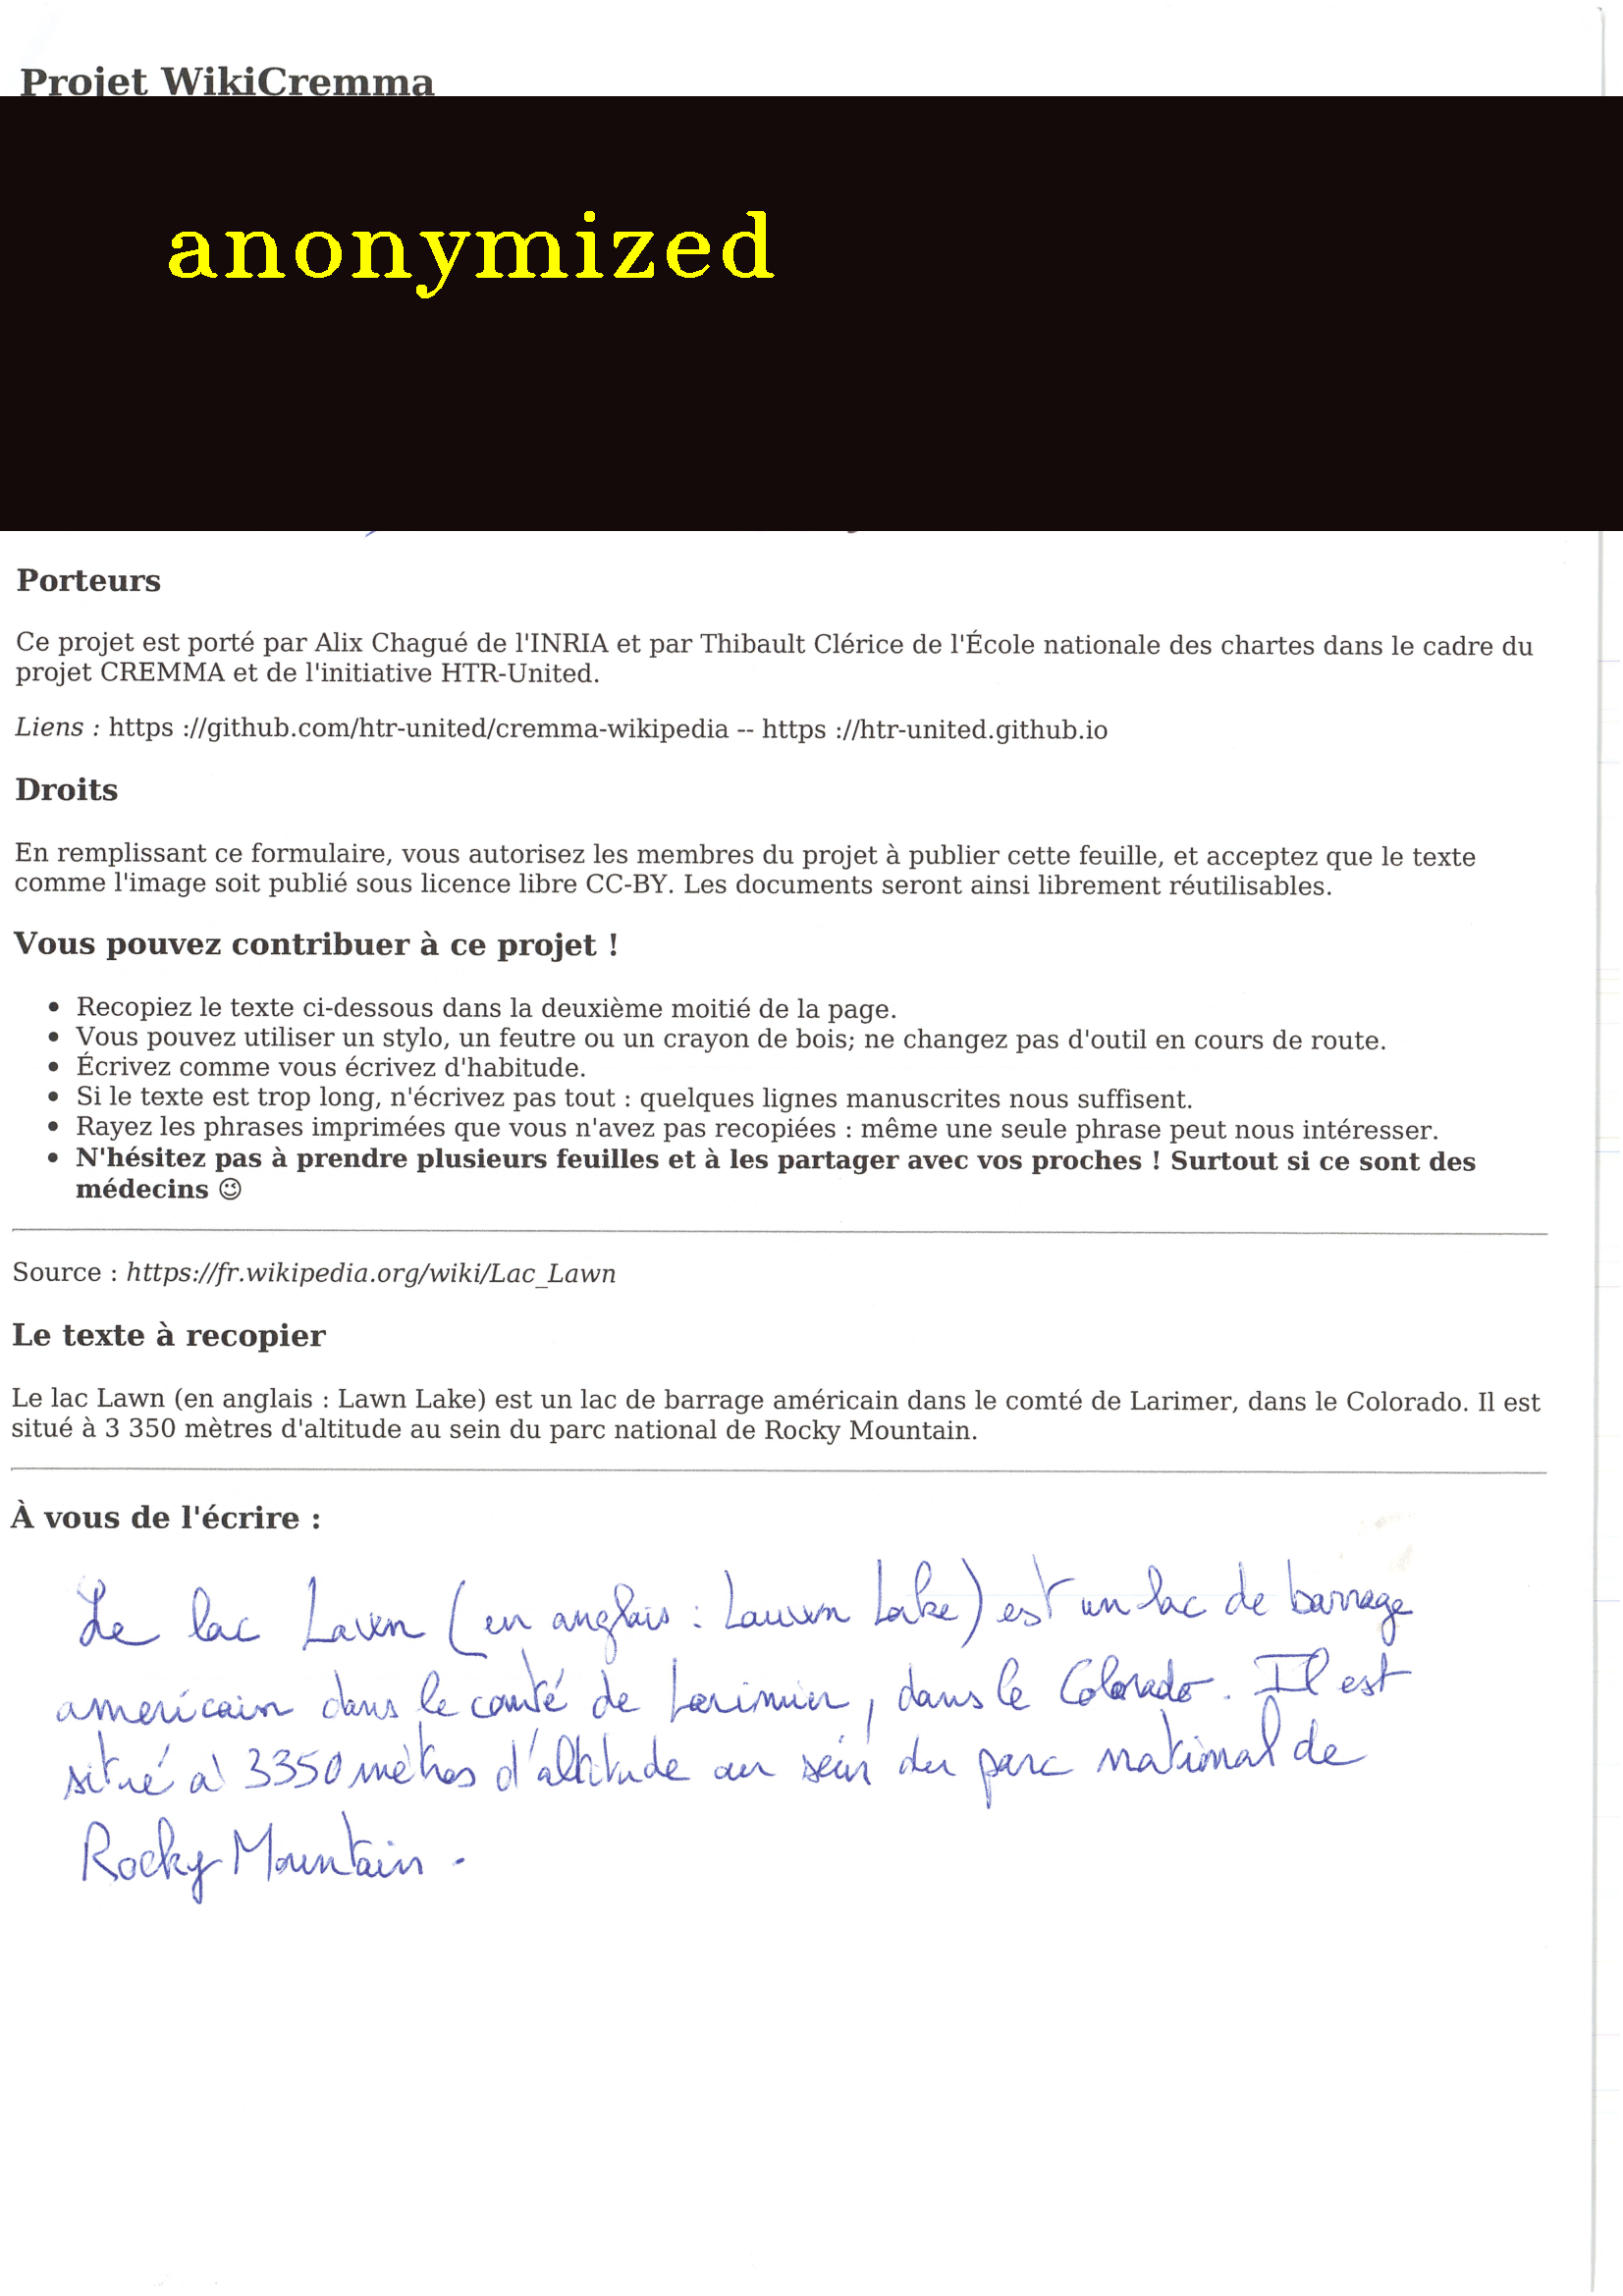 Projet WikiCremma
anonymized
Porteurs
Ce projet est porté par Alix Chagué de l'INRIA et par Thibault Clérice de l'École nationale des chartes dans le cadre du
projet CREMMA et de l'initiative HTR-United.
Liens : https ://github.com/htr-united/cremma-wikipedia -- https ://htr-united.github.io
Droits
En remplissant ce formulaire, vous autorisez les membres du projet à publier cette feuille, et acceptez que le texte
comme l'image soit publié sous licence libre CC-BY. Les documents seront ainsi librement réutilisables.
Vous pouvez contribuer à ce projet !
• Recopiez le texte ci-dessous dans la deuxième moitié de la page.
• Vous pouvez utiliser un stylo, un feutre ou un crayon de bois; ne changez pas d'outil en cours de route.
• Écrivez comme vous écrivez d'habitude.
• Si le texte est trop long, n'écrivez pas tout : quelques lignes manuscrites nous suffisent.
• Rayez les phrases imprimées que vous n'avez pas recopiées : même une seule phrase peut nous intéresser.
• N'hésitez pas à prendre plusieurs feuilles et à les partager avec vos proches ! Surtout si ce sont des
médecins 😉
Source : https://fr.wikipedia.org/wiki/Lac_Lawn
Le texte à recopier
Le lac Lawn (en anglais : Lawn Lake) est un lac de barrage américain dans le comté de Larimer, dans le Colorado. Il est
situé à 3 350 mètres d'altitude au sein du parc national de Rocky Mountain.
À vous de l'écrire :
Le lac Lawn (en anglais : Lawn Lake) est un lac de barrage
americain dans le comté de Larimier, dans le Colorado. Il est
situé à 3350 mètres d'altitude au sein du parc national de
Rocky Mountain.